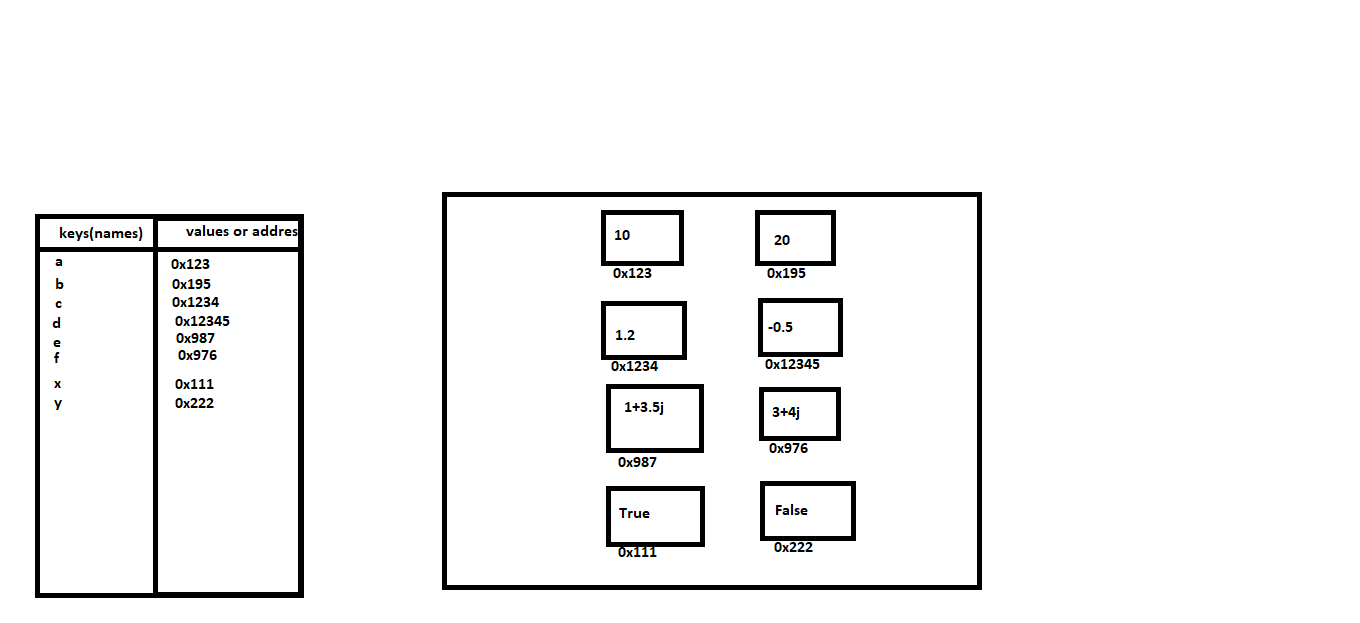 keys(names) values or addres
a 0x123
b 0x195
c 0x1234
d 0x12345
e 0x987
f 0x976
x 0x111
y 0x222
10 20
0x123 0x195
1.2 -0.5
0x1234 0x12345
1+3.5j 3+4j
0x987 0x976
True False
0x111 0x222